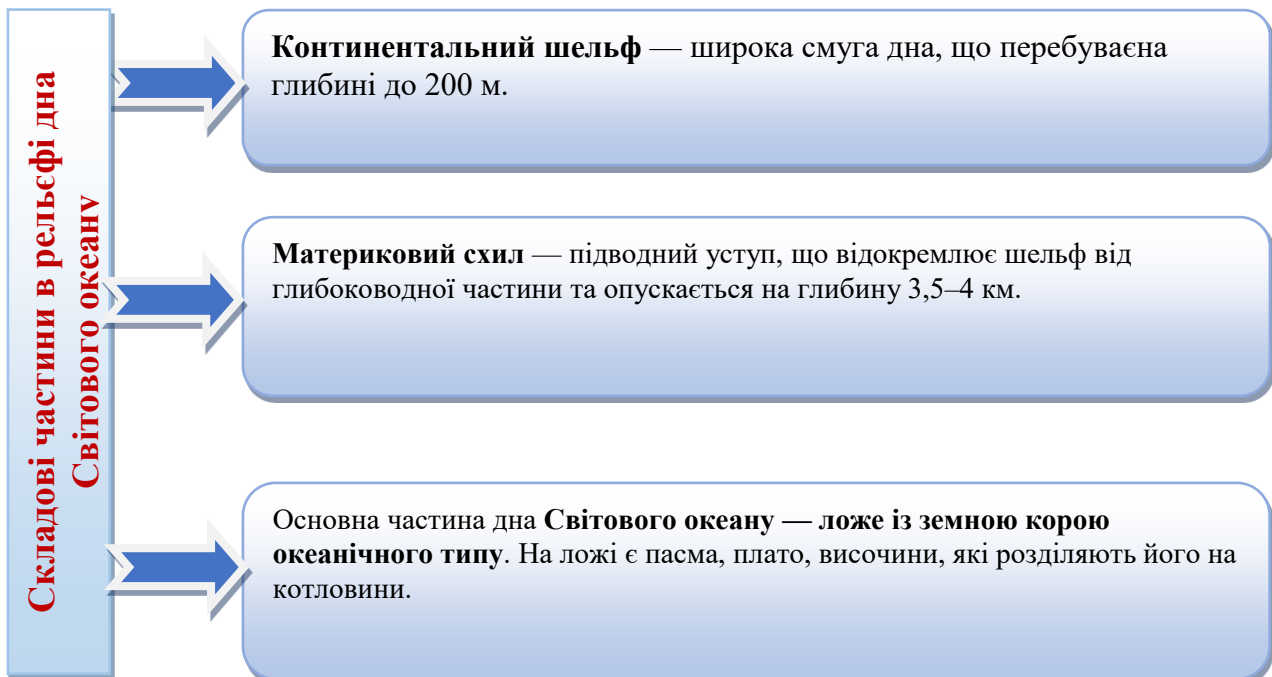 Складові частини в рельєфі дна
Світового океану
Континентальний шельф — широка смуга дна, що перебуваєна
глибині до 200 м.
Материковий схил — підводний уступ, що відокремлює шельф від
глибоководної частини та опускається на глибину 3,5–4 км.
Основна частина дна Світового океану — ложе із земною корою
океанічного типу. На ложі є пасма, плато, височини, які розділяють його на
котловини.